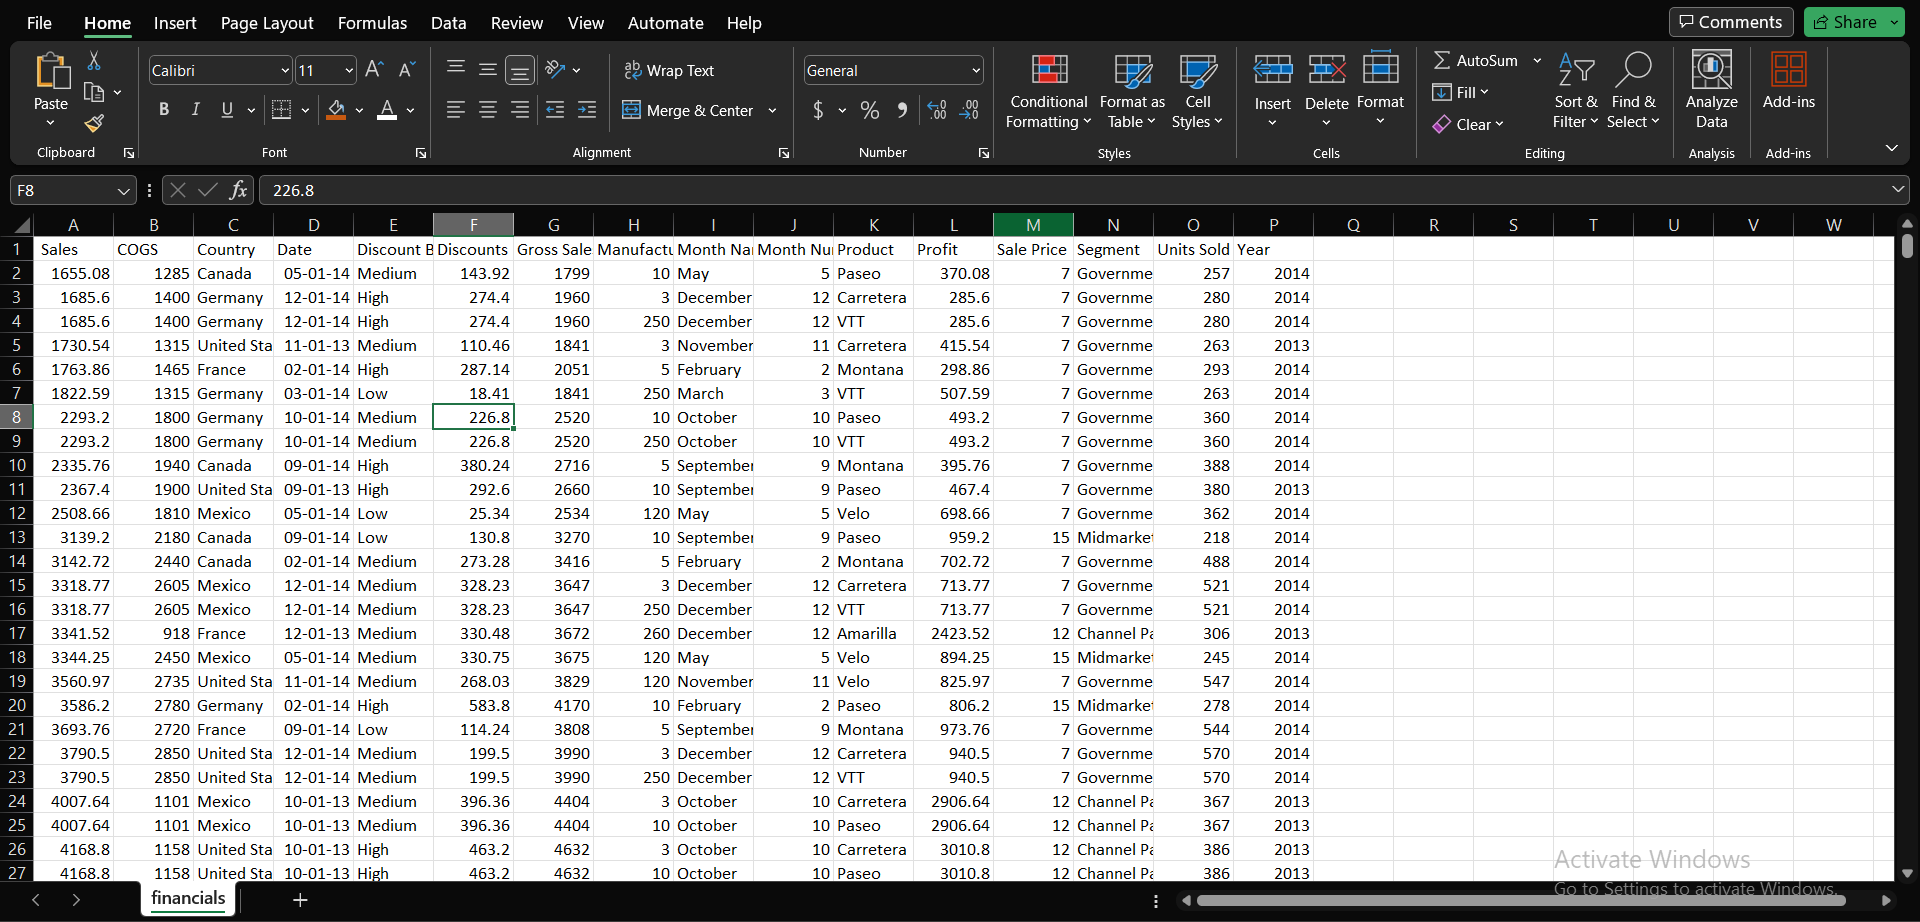 File Home Insert Page Layout Formulas Data Review View Automate Help Comments Share
Paste Calibri 11 Wrap Text General Conditional Formatting Format as Table Cell Styles Insert Delete Format AutoSum Sort & Filter Find & Select Analyze Data Add-ins
B I U Merge & Center $ % Fill Clear
Clipboard Font Alignment Number Styles Cells Editing Analysis Add-ins
F8 fx 226.8
A B C D E F G H I J K L M N O P Q R S T U V W
1 Sales COGS Country Date Discount B Discounts Gross Sale Manufactu Month Na Month Nu Product Profit Sale Price Segment Units Sold Year
2 1655.08 1285 Canada 05-01-14 Medium 143.92 1799 10 May 5 Paseo 370.08 7 Governme 257 2014
3 1685.6 1400 Germany 12-01-14 High 274.4 1960 3 December 12 Carretera 285.6 7 Governme 280 2014
4 1685.6 1400 Germany 12-01-14 High 274.4 1960 250 December 12 VTT 285.6 7 Governme 280 2014
5 1730.54 1315 United Sta 11-01-13 Medium 110.46 1841 3 November 11 Carretera 415.54 7 Governme 263 2013
6 1763.86 1465 France 02-01-14 High 287.14 2051 5 February 2 Montana 298.86 7 Governme 293 2014
7 1822.59 1315 Germany 03-01-14 Low 18.41 1841 250 March 3 VTT 507.59 7 Governme 263 2014
8 2293.2 1800 Germany 10-01-14 Medium 226.8 2520 10 October 10 Paseo 493.2 7 Governme 360 2014
9 2293.2 1800 Germany 10-01-14 Medium 226.8 2520 250 October 10 VTT 493.2 7 Governme 360 2014
10 2335.76 1940 Canada 09-01-14 High 380.24 2716 5 September 9 Montana 395.76 7 Governme 388 2014
11 2367.4 1900 United Sta 09-01-13 High 292.6 2660 10 September 9 Paseo 467.4 7 Governme 380 2013
12 2508.66 1810 Mexico 05-01-14 Low 25.34 2534 120 May 5 Velo 698.66 7 Governme 362 2014
13 3139.2 2180 Canada 09-01-14 Low 130.8 3270 10 September 9 Paseo 959.2 15 Midmarket 218 2014
14 3142.72 2440 Canada 02-01-14 Medium 273.28 3416 5 February 2 Montana 702.72 7 Governme 488 2014
15 3318.77 2605 Mexico 12-01-14 Medium 328.23 3647 3 December 12 Carretera 713.77 7 Governme 521 2014
16 3318.77 2605 Mexico 12-01-14 Medium 328.23 3647 250 December 12 VTT 713.77 7 Governme 521 2014
17 3341.52 918 France 12-01-13 Medium 330.48 3672 260 December 12 Amarilla 2423.52 12 Channel Pa 306 2013
18 3344.25 2450 Mexico 05-01-14 Medium 330.75 3675 120 May 5 Velo 894.25 15 Midmarket 245 2014
19 3560.97 2735 United Sta 11-01-14 Medium 268.03 3829 120 November 11 Velo 825.97 7 Governme 547 2014
20 3586.2 2780 Germany 02-01-14 High 583.8 4170 10 February 2 Paseo 806.2 15 Midmarket 278 2014
21 3693.76 2720 France 09-01-14 Low 114.24 3808 5 September 9 Montana 973.76 7 Governme 544 2014
22 3790.5 2850 United Sta 12-01-14 Medium 199.5 3990 3 December 12 Carretera 940.5 7 Governme 570 2014
23 3790.5 2850 United Sta 12-01-14 Medium 199.5 3990 250 December 12 VTT 940.5 7 Governme 570 2014
24 4007.64 1101 Mexico 10-01-13 Medium 396.36 4404 3 October 10 Carretera 2906.64 12 Channel Pa 367 2013
25 4007.64 1101 Mexico 10-01-13 Medium 396.36 4404 10 October 10 Paseo 2906.64 12 Channel Pa 367 2013
26 4168.8 1158 United Sta 10-01-13 High 463.2 4632 3 October 10 Carretera 3010.8 12 Channel Pa 386 2013
27 4168.8 1158 United Sta 10-01-13 High 463.2 4632 10 October 10 Paseo 3010.8 12 Channel Pa 386 2013
Activate Windows
Go to Settings to activate Windows.
financials